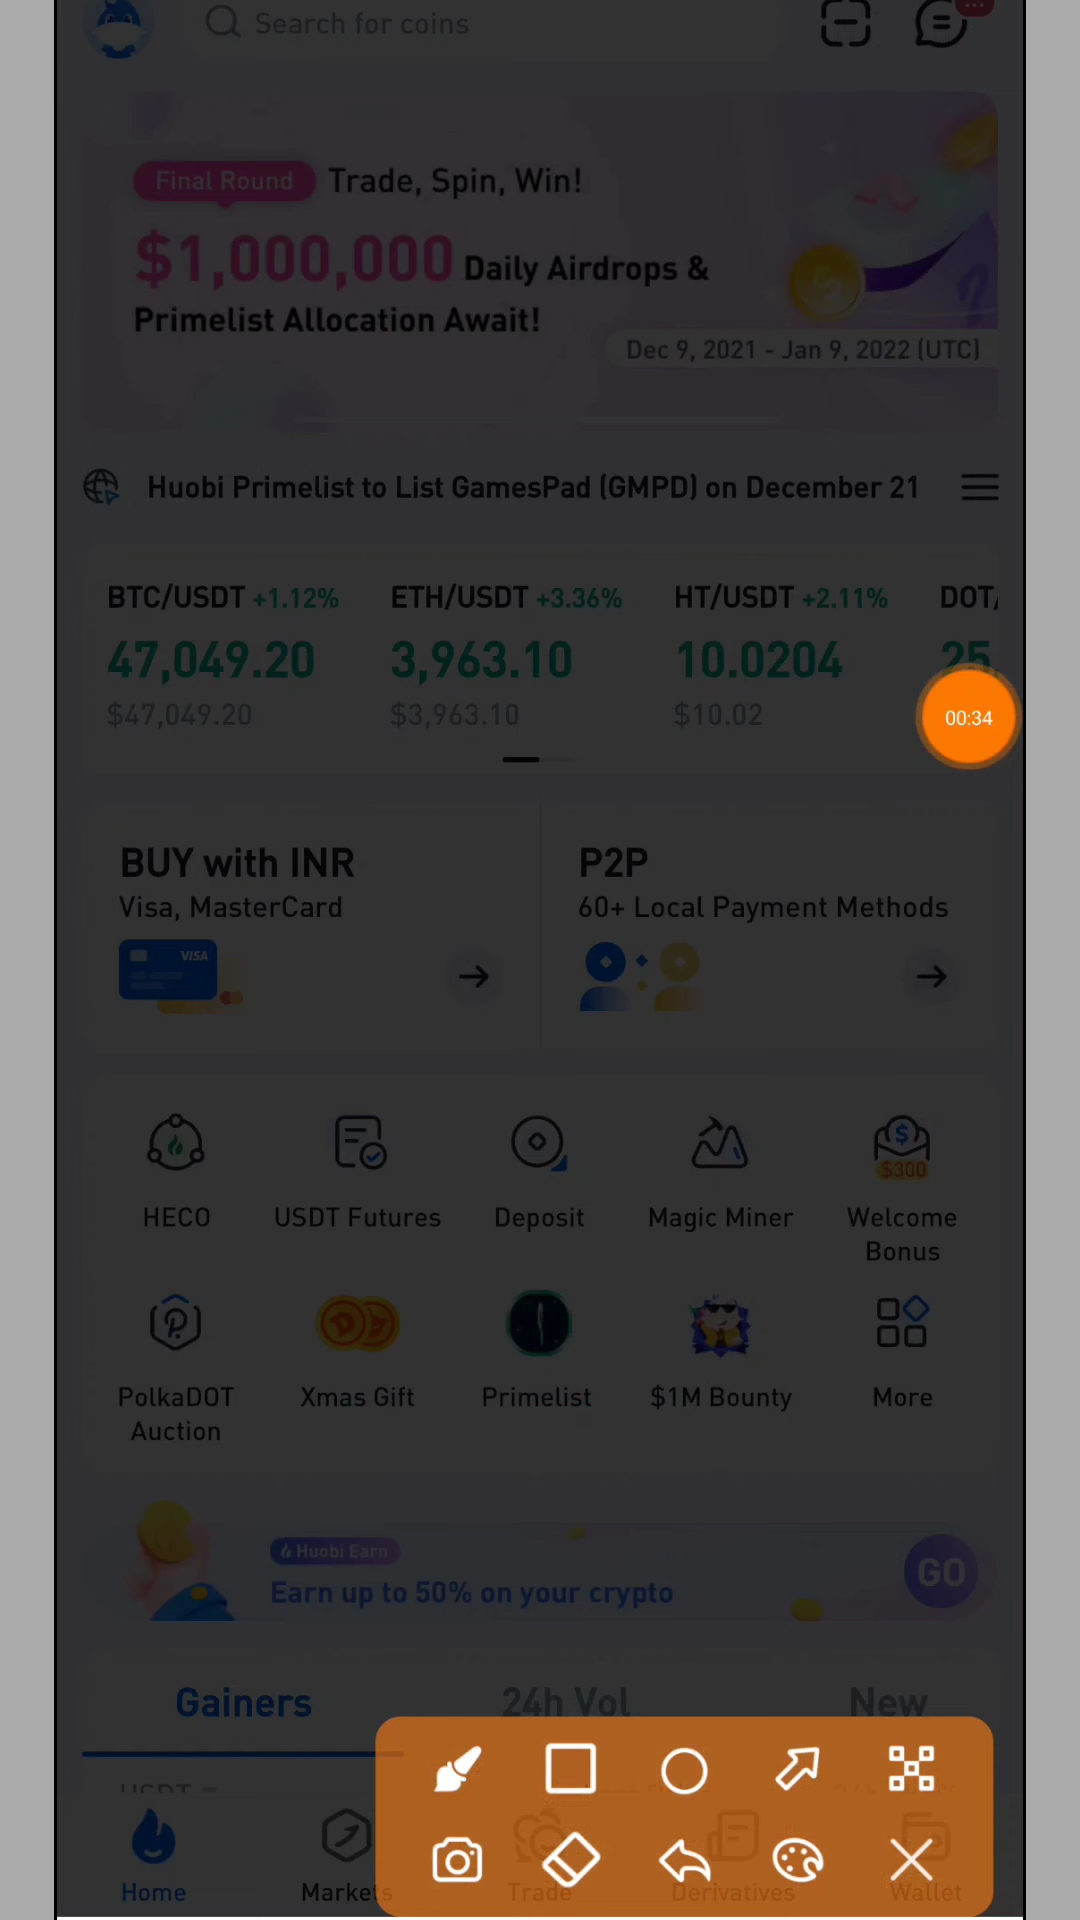 Search for coins
Final Round Trade, Spin, Win!
$1,000,000 Daily Airdrops &
Primelist Allocation Await!
Dec 9, 2021 - Jan 9, 2022 (UTC)
Huobi Primelist to List GamesPad (GMPD) on December 21
BTC/USDT +1.12% ETH/USDT +3.36% HT/USDT +2.11% DOT/
47,049.20 3,963.10 10.0204 25.
$47,049.20 $3,963.10 $10.02
00:34
BUY with INR
Visa, MasterCard
VISA
P2P
60+ Local Payment Methods
$300
HECO USDT Futures Deposit Magic Miner Welcome
Bonus
PolkaDOT Xmas Gift Primelist $1M Bounty More
Auction
Huobi Earn
Earn up to 50% on your crypto
GO
Gainers 24h Vol New
USDT
Home Markets Trade Derivatives Wallet